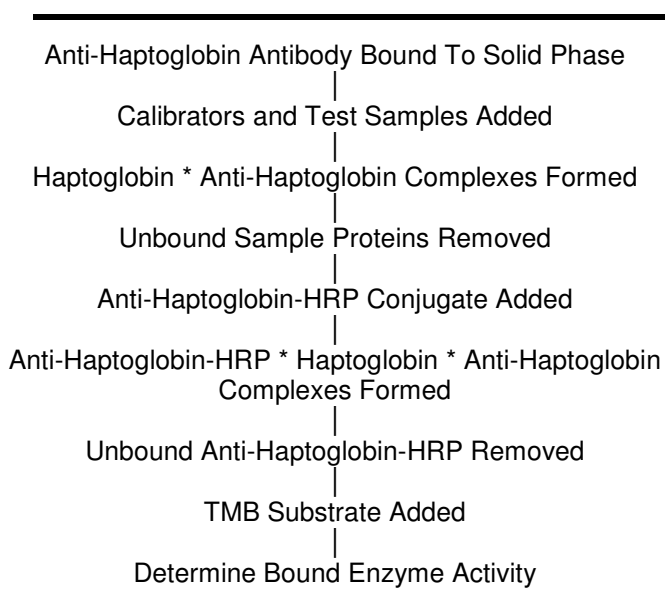 Anti-Haptoglobin Antibody Bound To Solid Phase
Calibrators and Test Samples Added
Haptoglobin * Anti-Haptoglobin Complexes Formed
Unbound Sample Proteins Removed
Anti-Haptoglobin-HRP Conjugate Added
Anti-Haptoglobin-HRP * Haptoglobin * Anti-Haptoglobin
Complexes Formed
Unbound Anti-Haptoglobin-HRP Removed
TMB Substrate Added
Determine Bound Enzyme Activity